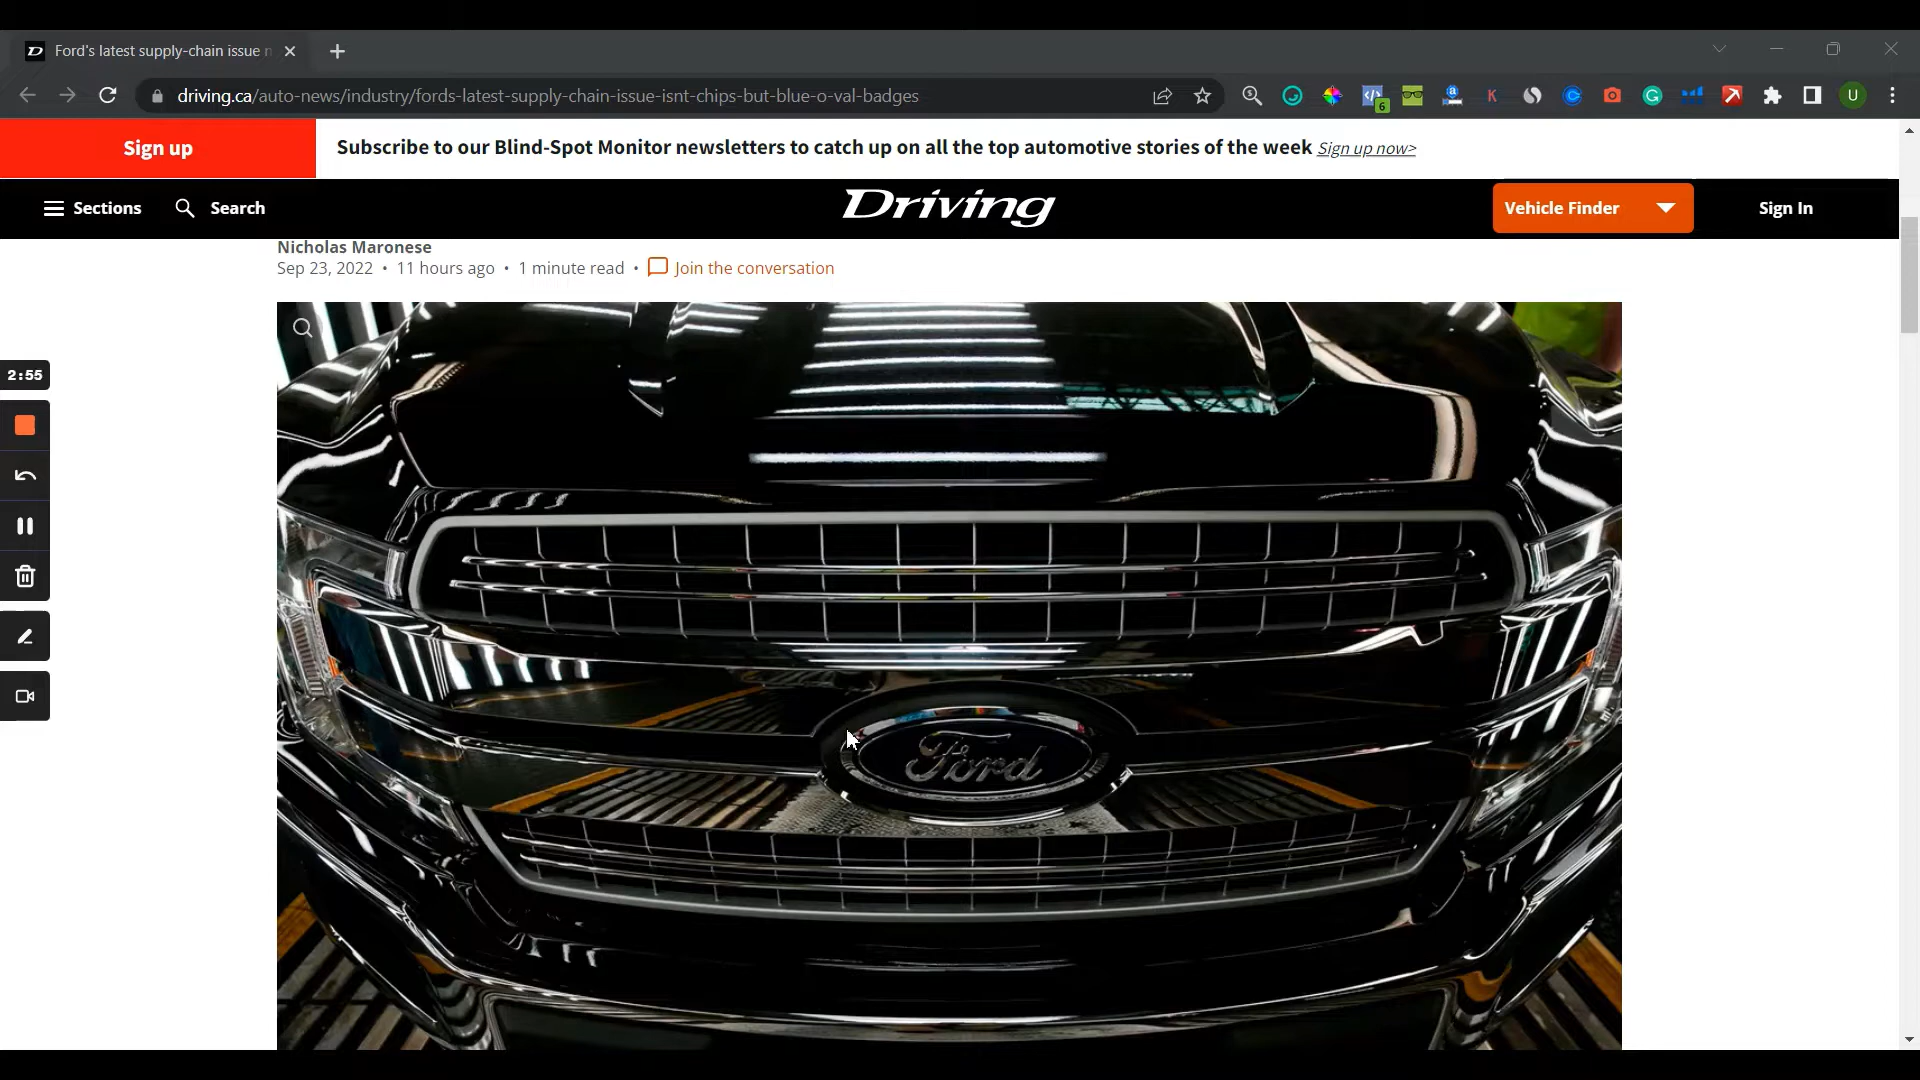 Ford's latest supply-chain issue
driving.ca/auto-news/industry/fords-latest-supply-chain-issue-isnt-chips-but-blue-o-val-badges
6
U
Sign up
Subscribe to our Blind-Spot Monitor newsletters to catch up on all the top automotive stories of the week Sign up now>
Sections
Search
Driving
Vehicle Finder
Sign In
Nicholas Maronese
Sep 23, 2022 • 11 hours ago • 1 minute read • Join the conversation
2:55
Ford